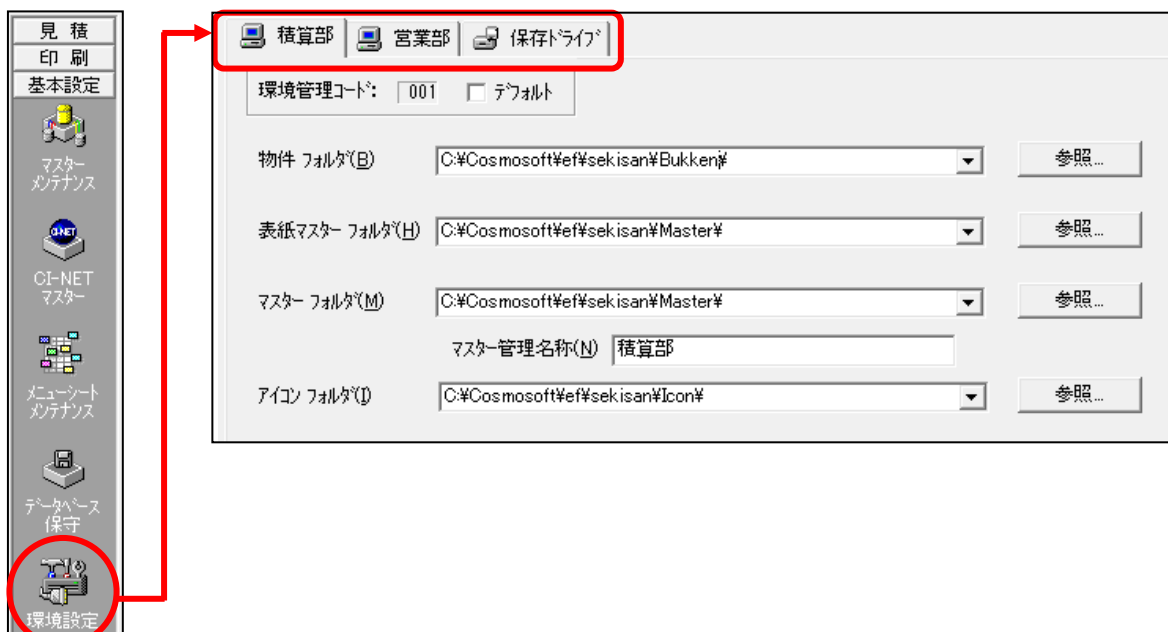 見 積
印 刷
基本設定
マスター
メンテナンス
CI-NET
CI-NET
マスター
メニューシート
メンテナンス
データベース
保守
環境設定
積算部 営業部 保存ドライブ
環境管理コード: 001 デフォルト
物件 フォルダ(B) C:¥Cosmosoft¥ef¥sekisan¥Bukken¥ 参照...
表紙マスター フォルダ(H) C:¥Cosmosoft¥ef¥sekisan¥Master¥ 参照...
マスター フォルダ(M) C:¥Cosmosoft¥ef¥sekisan¥Master¥ 参照...
マスター管理名称(N) 積算部
アイコン フォルダ(I) C:¥Cosmosoft¥ef¥sekisan¥Icon¥ 参照...